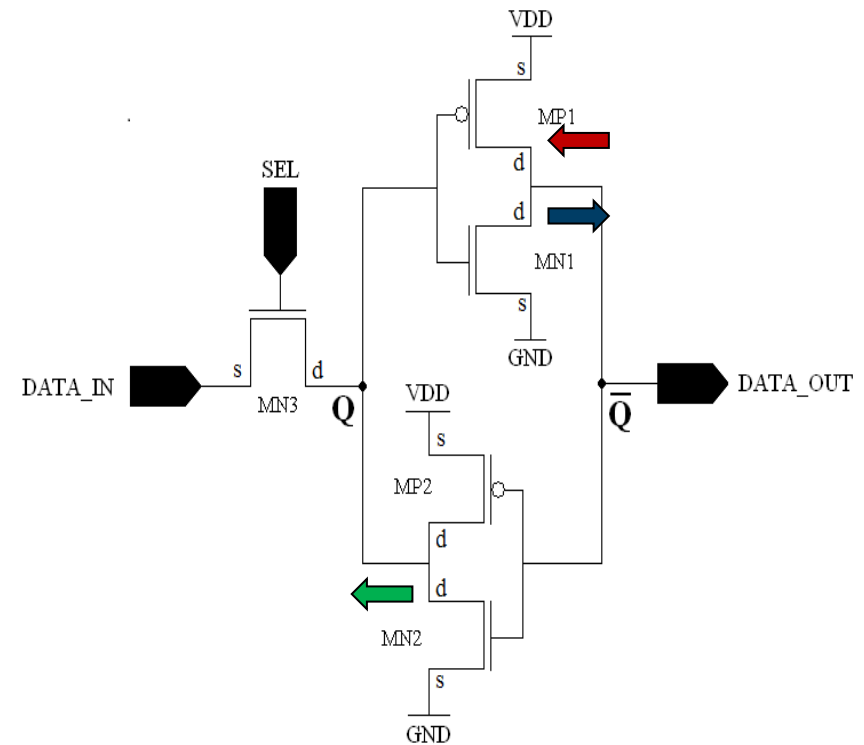 VDD
s
MP1
d
SEL
d
MN1
s
GND
s
d
DATA_IN
MN3
Q
VDD
Q̅
DATA_OUT
s
MP2
d
d
MN2
s
GND